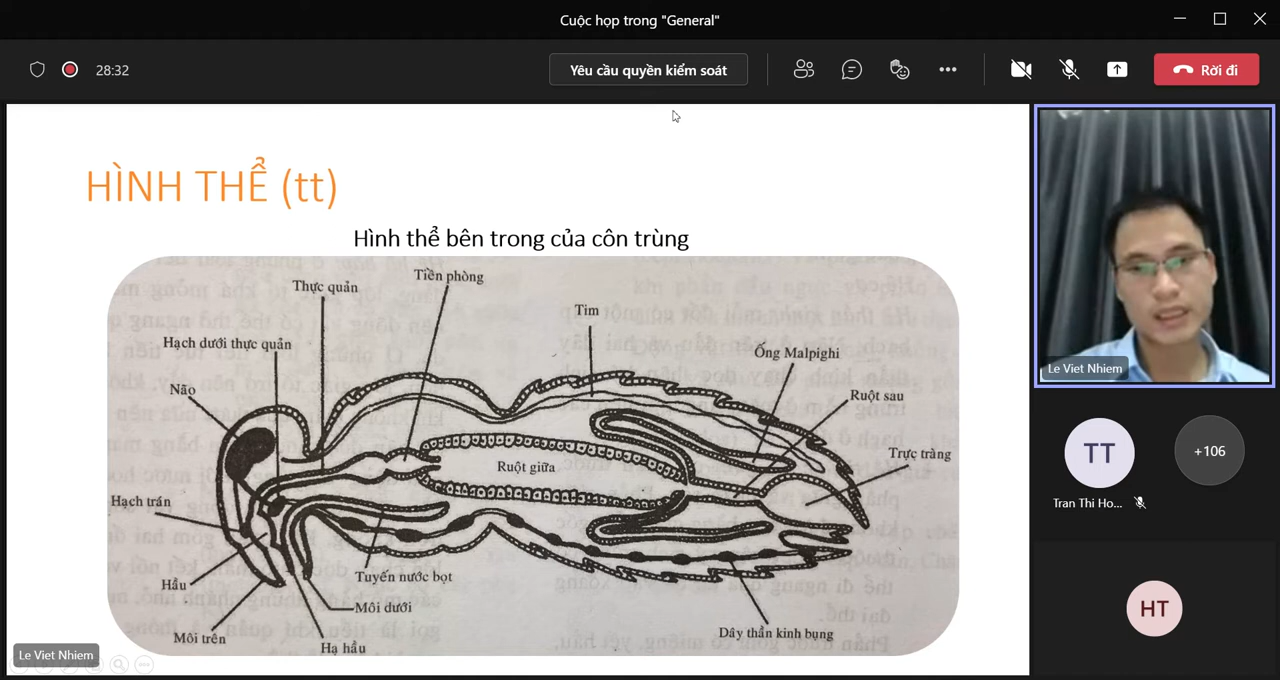 Cuộc họp trong "General"
28:32
Yêu cầu quyền kiểm soát
Rời đi
HÌNH THỂ (tt)
Hình thể bên trong của côn trùng
Tiền phòng
Thực quản
Tim
Hạch dưới thực quản
Ống Malpighi
Não
Ruột sau
Trực tràng
Ruột giữa
Hạch trán
Hầu
Tuyến nước bọt
Môi dưới
Môi trên
Hạ hầu
Dây thần kinh bụng
Le Viet Nhiem
Le Viet Nhiem
TT
+106
Tran Thi Ho...
HT